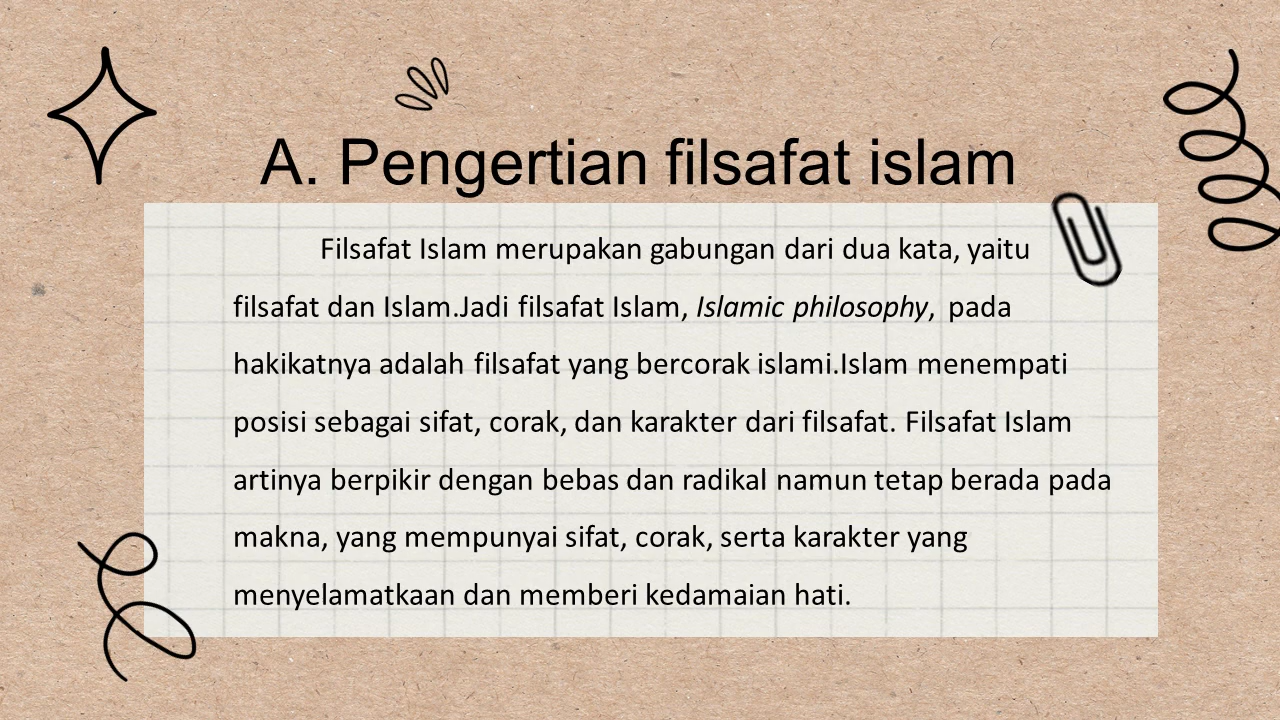 A. Pengertian filsafat islam
Filsafat Islam merupakan gabungan dari dua kata, yaitu
filsafat dan Islam.Jadi filsafat Islam, Islamic philosophy, pada
hakikatnya adalah filsafat yang bercorak islami.Islam menempati
posisi sebagai sifat, corak, dan karakter dari filsafat. Filsafat Islam
artinya berpikir dengan bebas dan radikal namun tetap berada pada
makna, yang mempunyai sifat, corak, serta karakter yang
menyelamatkaan dan memberi kedamaian hati.